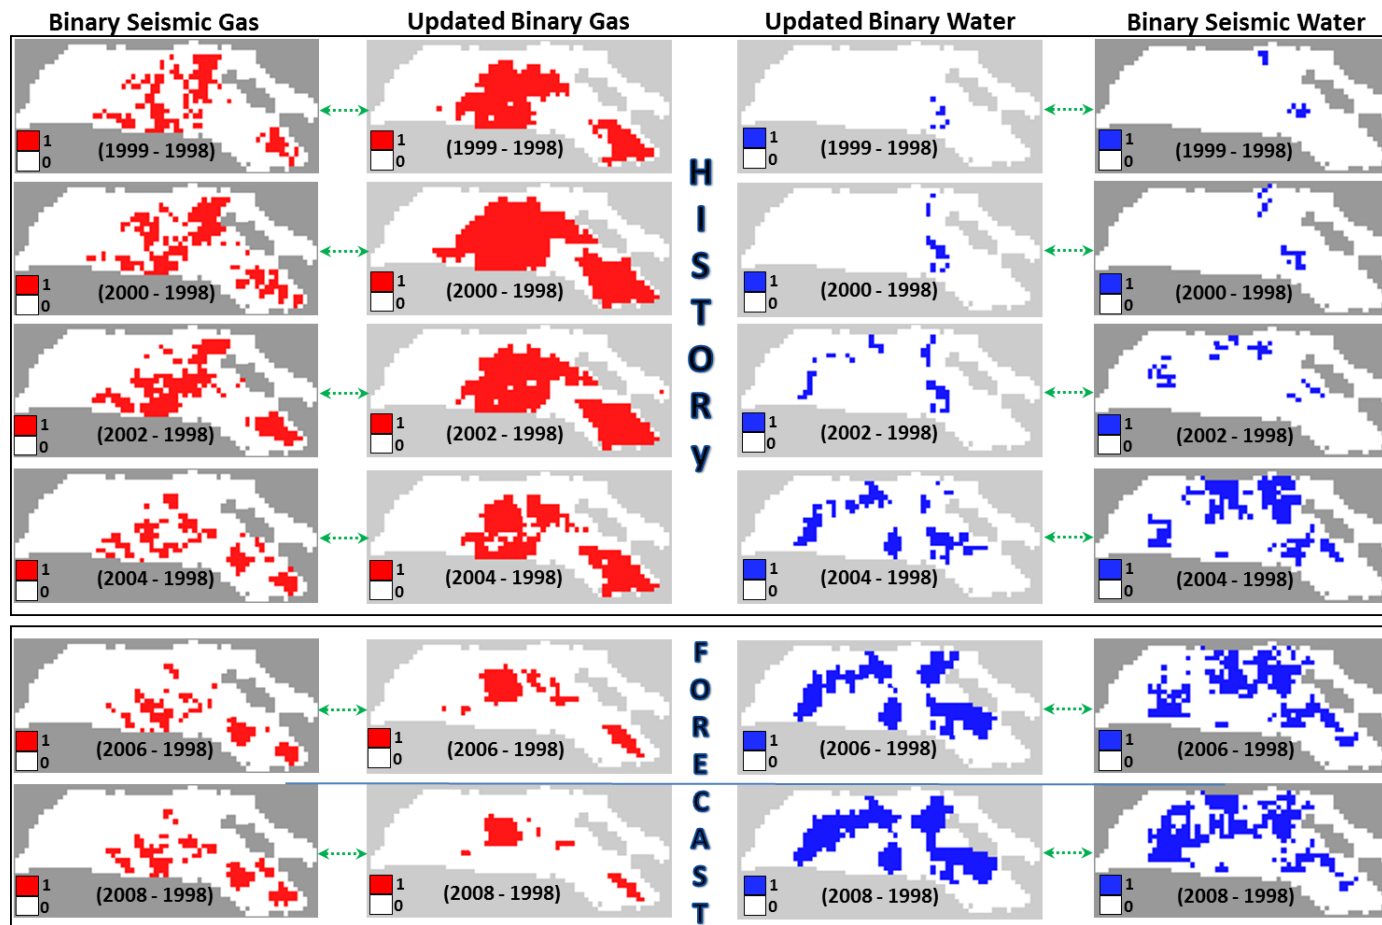 Binary Seismic Gas Updated Binary Gas Updated Binary Water Binary Seismic Water
1 1 1 1
0 0 0 0
(1999 - 1998) (1999 - 1998) (1999 - 1998) (1999 - 1998)
1 1 1 1
0 0 0 0
(2000 - 1998) (2000 - 1998) (2000 - 1998) (2000 - 1998)
1 1 1 1
0 0 0 0
(2002 - 1998) (2002 - 1998) (2002 - 1998) (2002 - 1998)
1 1 1 1
0 0 0 0
(2004 - 1998) (2004 - 1998) (2004 - 1998) (2004 - 1998)
HISTORy
1 1 1 1
0 0 0 0
(2006 - 1998) (2006 - 1998) (2006 - 1998) (2006 - 1998)
1 1 1 1
0 0 0 0
(2008 - 1998) (2008 - 1998) (2008 - 1998) (2008 - 1998)
FORECAST